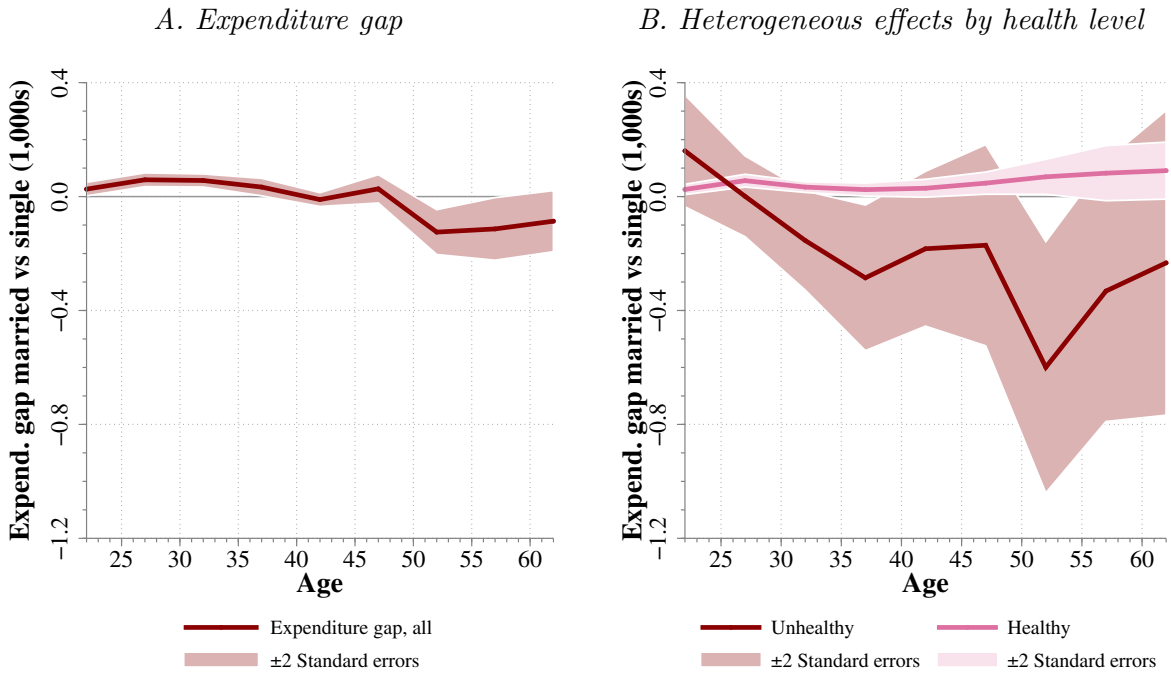 A. Expenditure gap
Expend. gap married vs single (1,000s)
0.4
0.0
−0.4
−0.8
−1.2
25 30 35 40 45 50 55 60
Age
Expenditure gap, all
±2 Standard errors
B. Heterogeneous effects by health level
Expend. gap married vs single (1,000s)
0.4
0.0
−0.4
−0.8
−1.2
25 30 35 40 45 50 55 60
Age
Unhealthy Healthy
±2 Standard errors ±2 Standard errors